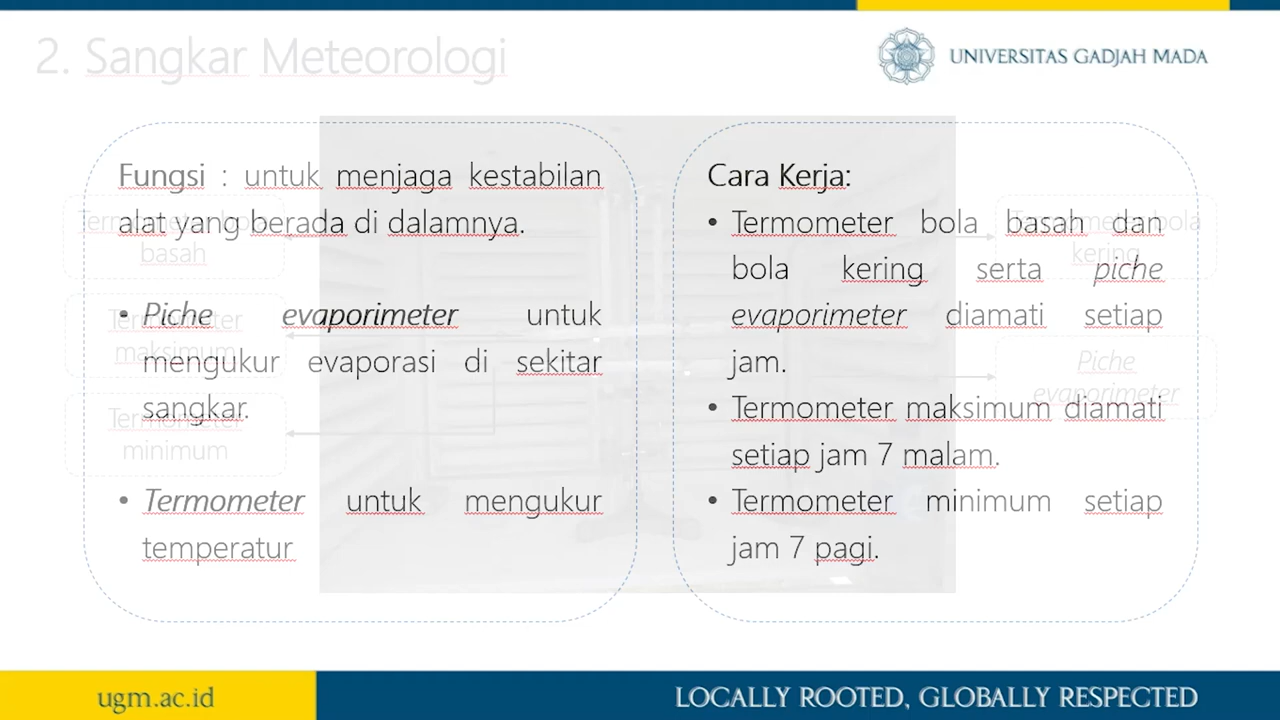 2. Sangkar Meteorologi
UNIVERSITAS GADJAH MADA
Fungsi : untuk menjaga kestabilan
alat yang berada di dalamnya.
• Piche evaporimeter untuk
mengukur evaporasi di sekitar
sangkar.
• Termometer untuk mengukur
temperatur
Cara Kerja:
• Termometer bola basah dan
bola kering serta piche
evaporimeter diamati setiap
jam.
• Termometer maksimum diamati
setiap jam 7 malam.
• Termometer minimum setiap
jam 7 pagi.
Termometer bola
basah
Termometer
maksimum
Termometer
minimum
Termometer bola
kering
Piche
evaporimeter
ugm.ac.id
LOCALLY ROOTED, GLOBALLY RESPECTED